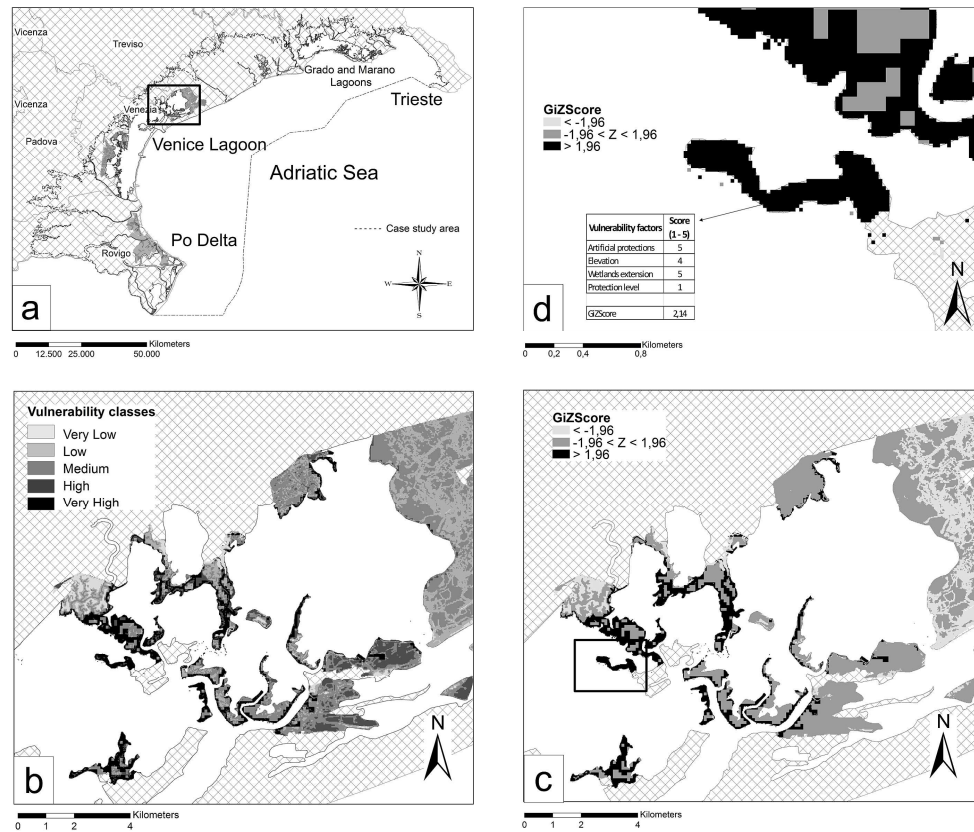 Vicenza
Treviso
Vicenza
Venezia
Padova
Grado and Marano
Lagoons
Trieste
Venice Lagoon
Adriatic Sea
Case study area
Po Delta
Rovigo
N
W
E
S
a
Kilometers
0 12.500 25.000 50.000
GiZScore
< -1,96
-1,96 < Z < 1,96
> 1,96
Vulnerability factors Score (1 - 5)
Artificial protections 5
Elevation 4
Wetlands extension 5
Protection level 1
GiZScore 2,14
N
d
Kilometers
0 0,2 0,4 0,8
Vulnerability classes
Very Low
Low
Medium
High
Very High
N
b
Kilometers
0 1 2 4
GiZScore
< -1,96
-1,96 < Z < 1,96
> 1,96
N
c
Kilometers
0 1 2 4